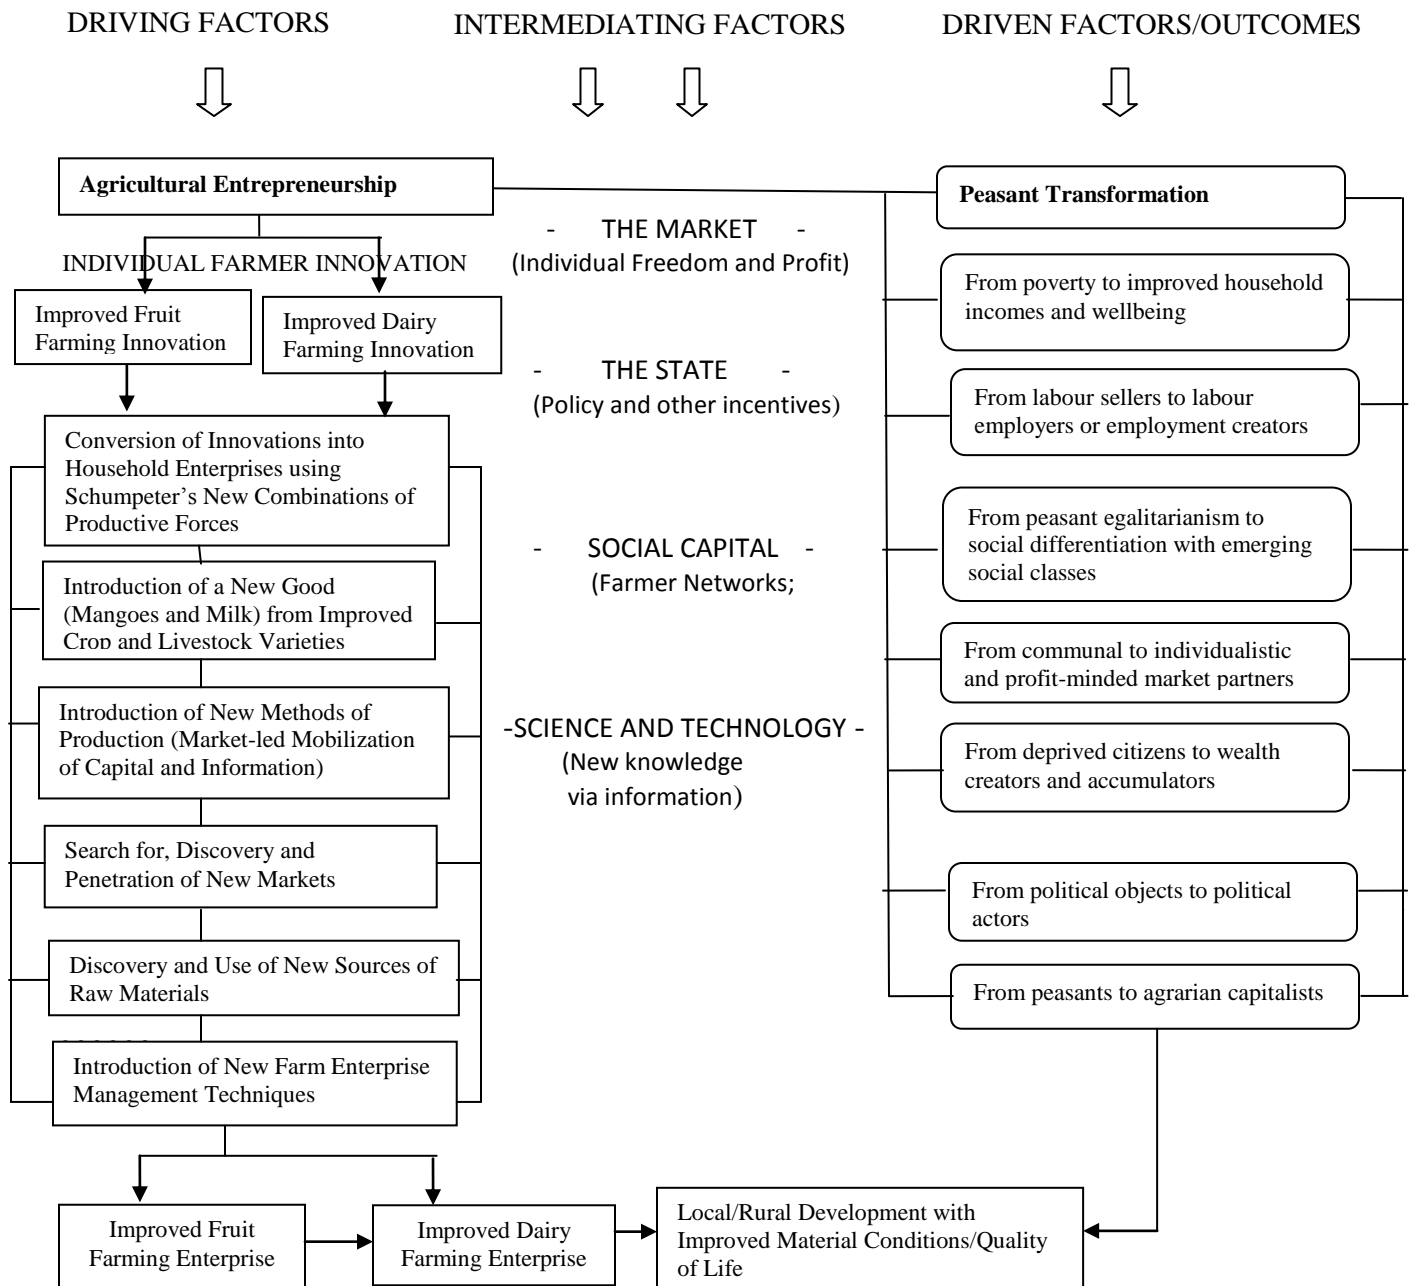 DRIVING FACTORS
INTERMEDIATING FACTORS
DRIVEN FACTORS/OUTCOMES
Agricultural Entrepreneurship
INDIVIDUAL FARMER INNOVATION
Improved Fruit
Farming Innovation
Improved Dairy
Farming Innovation
Conversion of Innovations into
Household Enterprises using
Schumpeter’s New Combinations of
Productive Forces
Introduction of a New Good
(Mangoes and Milk) from Improved
Crop and Livestock Varieties
Introduction of New Methods of
Production (Market-led Mobilization
of Capital and Information)
Search for, Discovery and
Penetration of New Markets
Discovery and Use of New Sources of
Raw Materials
Introduction of New Farm Enterprise
Management Techniques
Improved Fruit
Farming Enterprise
Improved Dairy
Farming Enterprise
- THE MARKET -
(Individual Freedom and Profit)
- THE STATE -
(Policy and other incentives)
- SOCIAL CAPITAL -
(Farmer Networks;
-SCIENCE AND TECHNOLOGY -
(New knowledge
via information)
Peasant Transformation
From poverty to improved household
incomes and wellbeing
From labour sellers to labour
employers or employment creators
From peasant egalitarianism to
social differentiation with emerging
social classes
From communal to individualistic
and profit-minded market partners
From deprived citizens to wealth
creators and accumulators
From political objects to political
actors
From peasants to agrarian capitalists
Local/Rural Development with
Improved Material Conditions/Quality
of Life